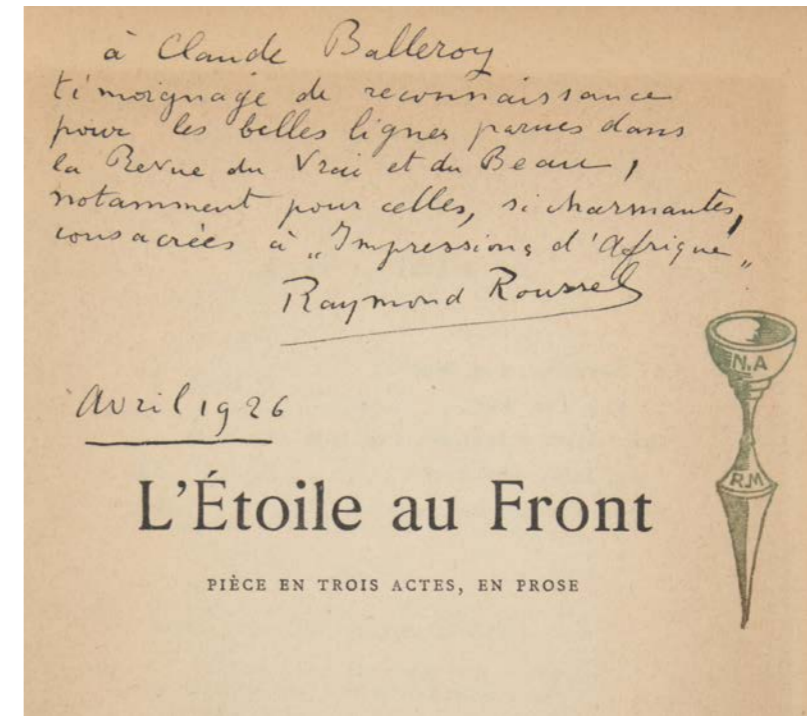 à Claude Balleroy
témoignage de reconnaissance
pour les belles lignes parues dans
la Revue du Vrai et du Beau,
notamment pour celles, si charmantes,
consacrées à „Impressions d'Afrique„
Raymond Roussel
Avril 1926
N.A
R.M
L'Étoile au Front
PIÈCE EN TROIS ACTES, EN PROSE